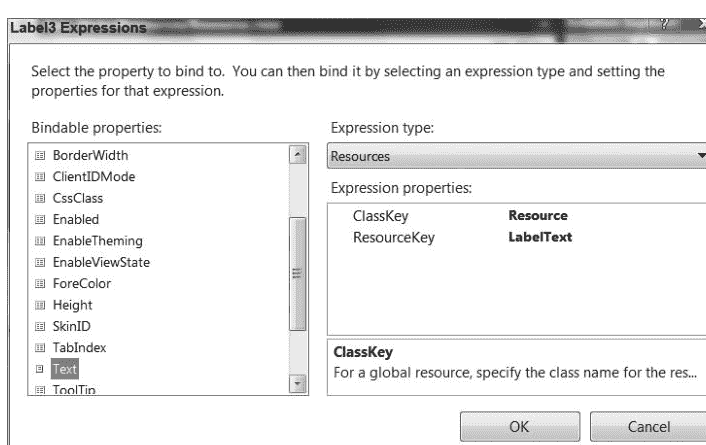 Label3 Expressions
?
Select the property to bind to. You can then bind it by selecting an expression type and setting the
properties for that expression.
Bindable properties:
BorderWidth
ClientIDMode
CssClass
Enabled
EnableTheming
EnableViewState
ForeColor
Height
SkinID
TabIndex
Text
ToolTip
Expression type:
Resources
Expression properties:
ClassKey Resource
ResourceKey LabelText
ClassKey
For a global resource, specify the class name for the res...
OK Cancel